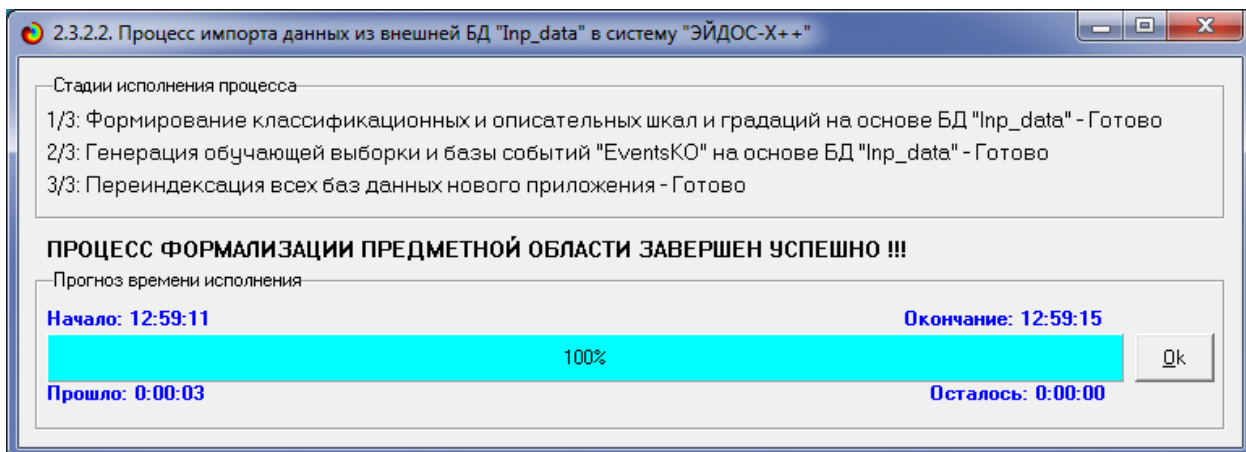 2.3.2.2. Процесс импорта данных из внешней БД "Inp_data" в систему "ЭЙДОС-X++"
Стадии исполнения процесса
1/3: Формирование классификационных и описательных шкал и градаций на основе БД "Inp_data" - Готово
2/3: Генерация обучающей выборки и базы событий "EventsKO" на основе БД "Inp_data" - Готово
3/3: Переиндексация всех баз данных нового приложения - Готово
ПРОЦЕСС ФОРМАЛИЗАЦИИ ПРЕДМЕТНОЙ ОБЛАСТИ ЗАВЕРШЕН УСПЕШНО !!!
Прогноз времени исполнения
Начало: 12:59:11 Окончание: 12:59:15
100% Ok
Прошло: 0:00:03 Осталось: 0:00:00